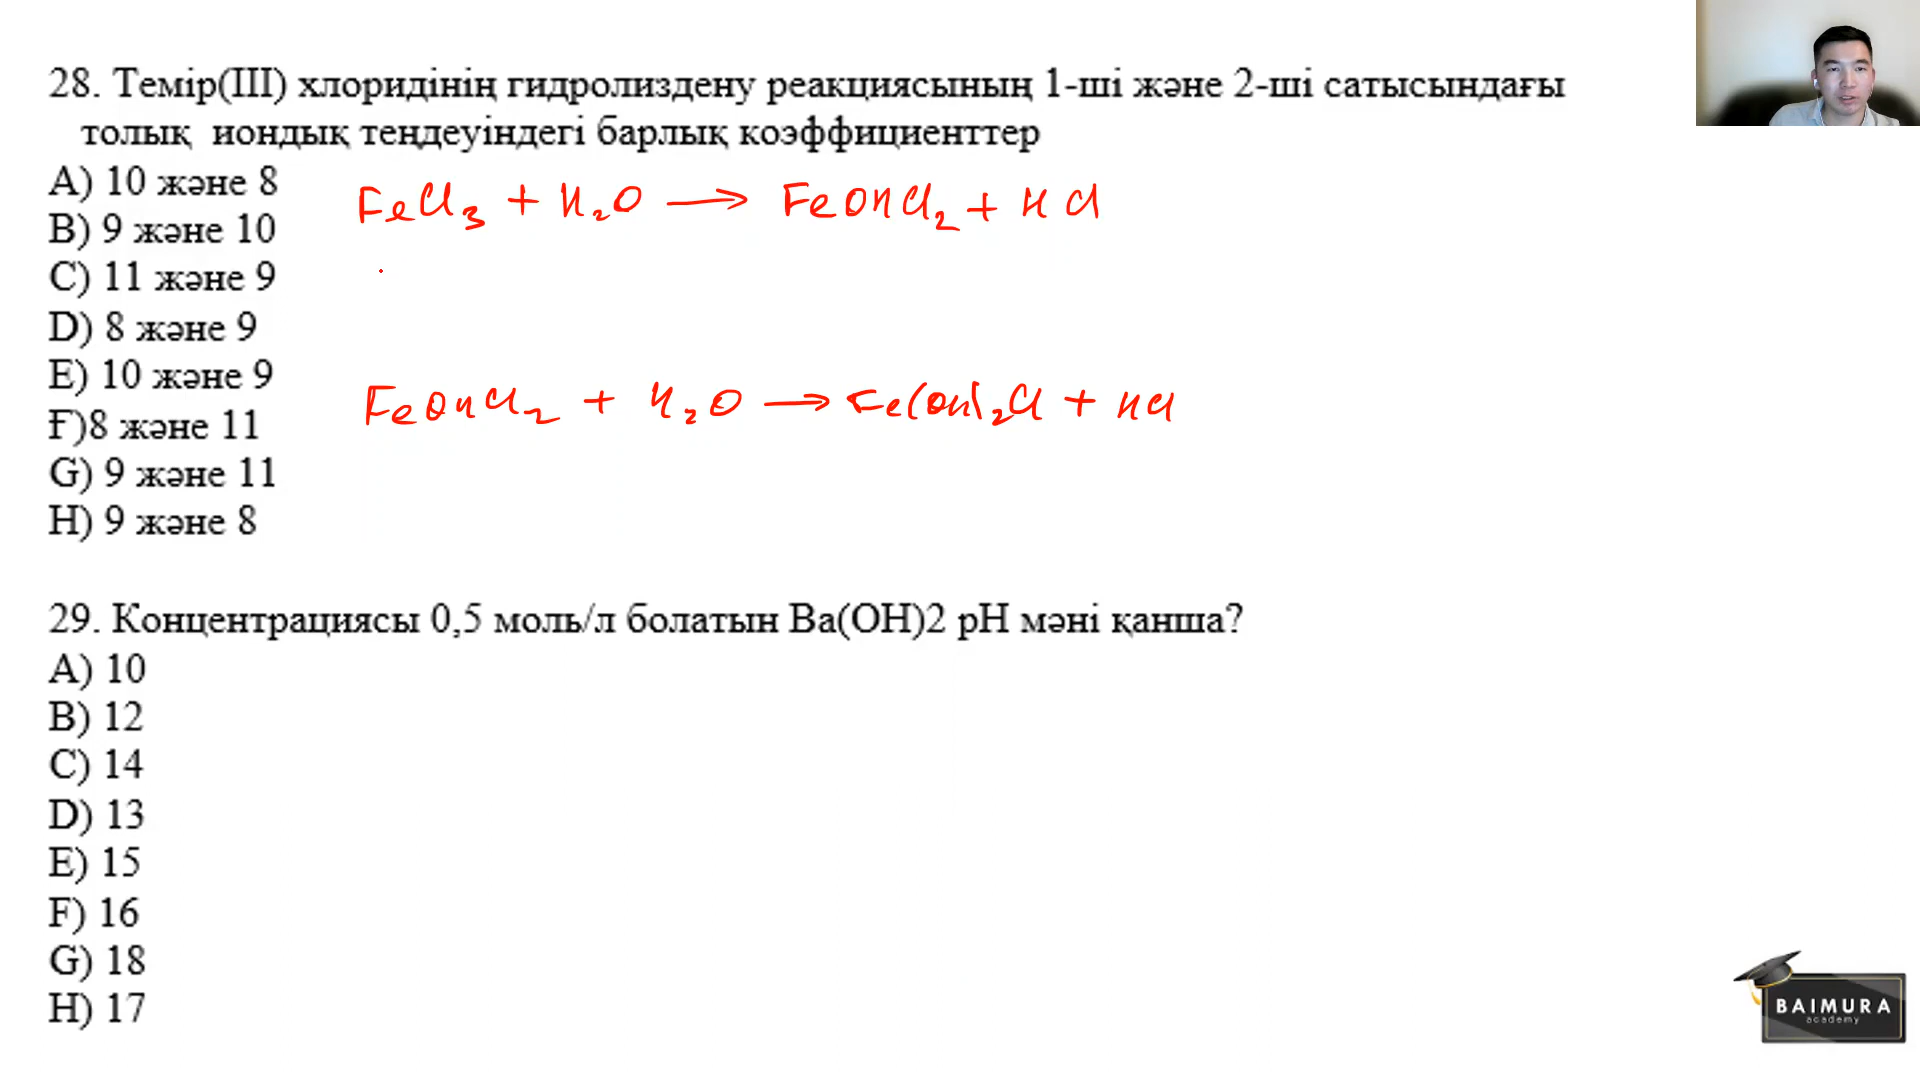 28. Темір(III) хлоридінің гидролиздену реакциясының 1-ші және 2-ші сатысындағы
толық иондық теңдеуіндегі барлық коэффициенттер
A) 10 және 8
B) 9 және 10
C) 11 және 9
D) 8 және 9
E) 10 және 9
F)8 және 11
G) 9 және 11
H) 9 және 8
FeCl₃ + H₂O → FeOHCl₂ + HCl
FeOHCl₂ + H₂O → Fe(OH)₂Cl + HCl
29. Концентрациясы 0,5 моль/л болатын Ba(OH)2 pH мәні қанша?
A) 10
B) 12
C) 14
D) 13
E) 15
F) 16
G) 18
H) 17
BAIMURA
academy